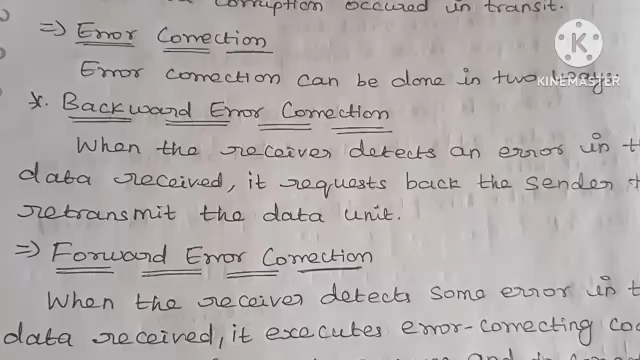 corruption occured in transit.
=> Error Correction
Error correction can be done in two ways
K
KINEMASTER
*. Backward Error Correction
When the receiver detects an error in t
data received, it requests back the sender t
retransmit the data unit.
=> Forward Error Correction
When the receiver detects some error in t
data received, it executes error-correcting co